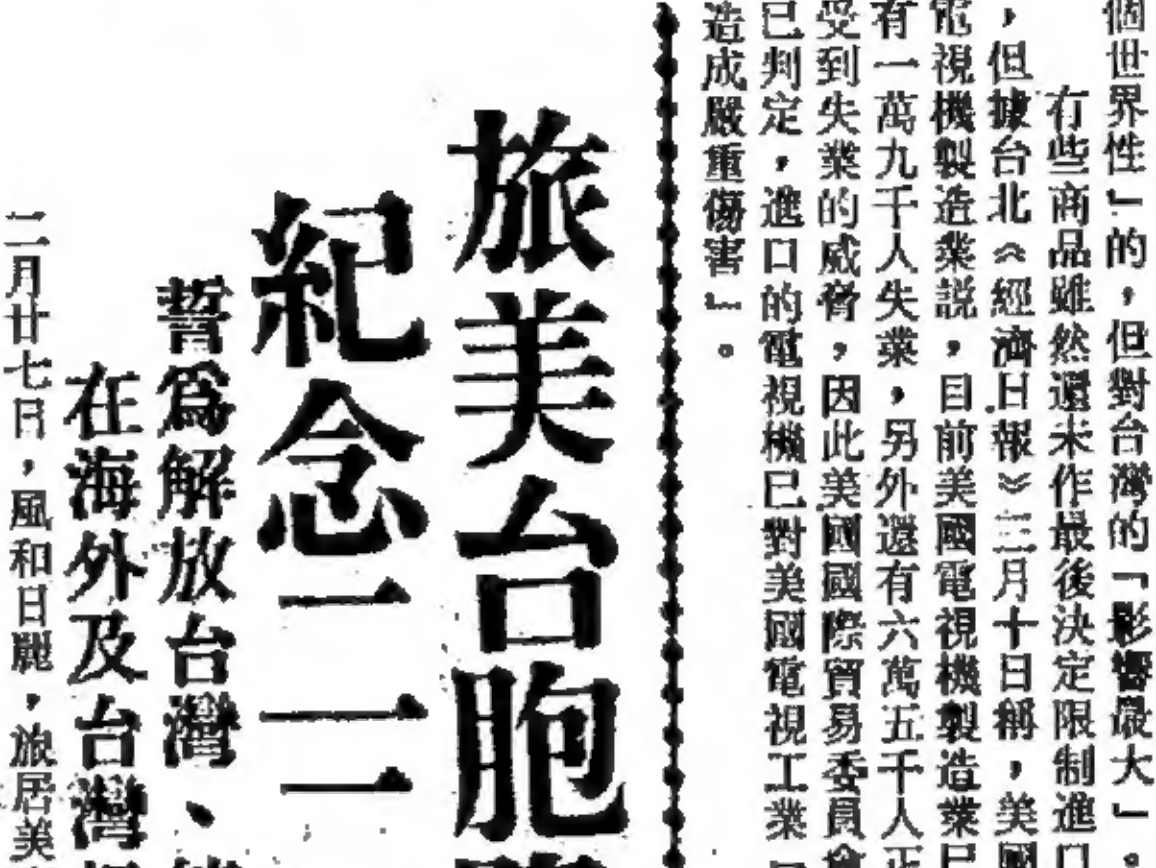 個世界性」的，但對台灣的「影響最大」。
有些商品雖然還未作最後決定限制進口
，但據台北《經濟日報》三月十日稱，美國
電視機製造業説，目前美國電視機製造業已
有一萬九千人失業，另外還有六萬五千人正
受到失業的威脅，因此美國國際貿易委員會
已判定，進口的電視機已對美國電視工業
造成嚴重傷害」。
旅美台胞
紀念二二
誓爲解放台灣、
在海外及台灣
二月廿七日，風和日麗，旅居美